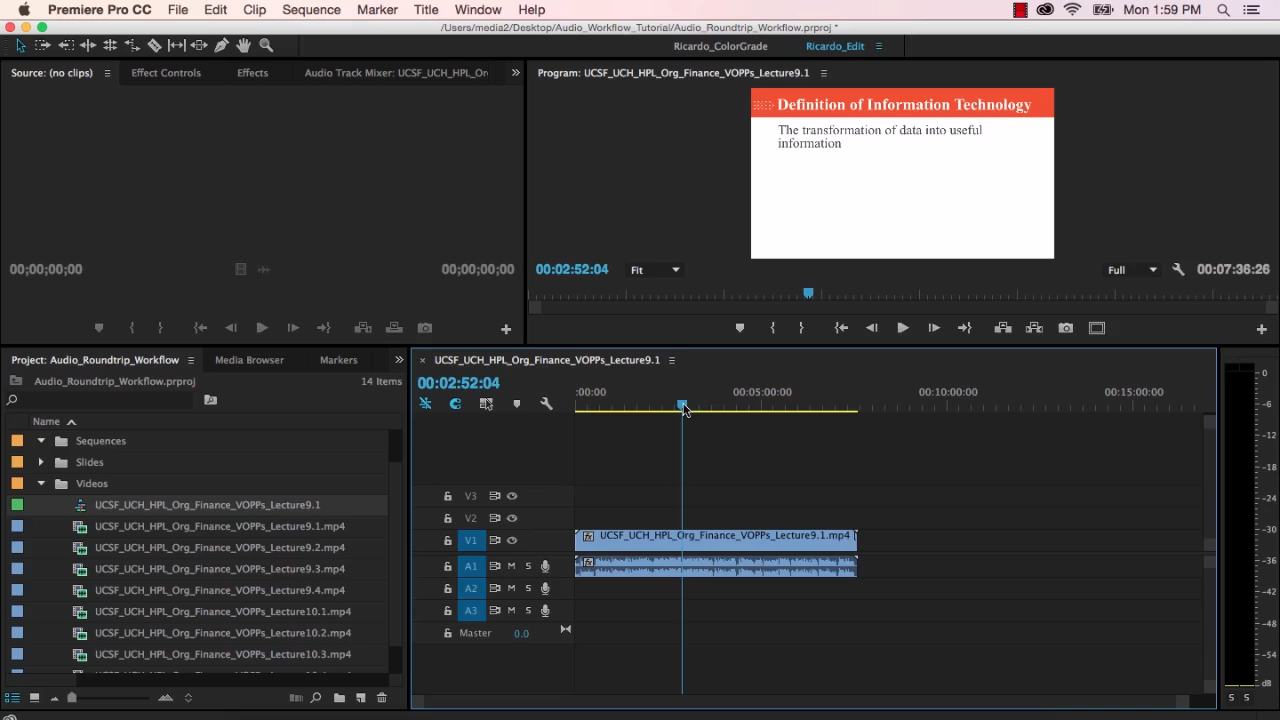 Premiere Pro CC File Edit Clip Sequence Marker Title Window Help Mon 1:59 PM
/Users/media2/Desktop/Audio_Workflow_Tutorial/Audio_Roundtrip_Workflow.prproj *
Ricardo_ColorGrade Ricardo_Edit
Source: (no clips) Effect Controls Effects Audio Track Mixer: UCSF_UCH_HPL_Or
Program: UCSF_UCH_HPL_Org_Finance_VOPPs_Lecture9.1
Definition of Information Technology
The transformation of data into useful
information
00;00;00;00 00;00;00;00
00:02:52:04 Fit Full 00:07:36:26
Project: Audio_Roundtrip_Workflow Media Browser Markers
Audio_Roundtrip_Workflow.prproj 14 Items
Name
Sequences
Slides
Videos
UCSF_UCH_HPL_Org_Finance_VOPPs_Lecture9.1
UCSF_UCH_HPL_Org_Finance_VOPPs_Lecture9.1.mp4
UCSF_UCH_HPL_Org_Finance_VOPPs_Lecture9.2.mp4
UCSF_UCH_HPL_Org_Finance_VOPPs_Lecture9.3.mp4
UCSF_UCH_HPL_Org_Finance_VOPPs_Lecture9.4.mp4
UCSF_UCH_HPL_Org_Finance_VOPPs_Lecture10.1.mp4
UCSF_UCH_HPL_Org_Finance_VOPPs_Lecture10.2.mp4
UCSF_UCH_HPL_Org_Finance_VOPPs_Lecture10.3.mp4
UCSF_UCH_HPL_Org_Finance_VOPPs_Lecture9.1
00:02:52:04
:00:00 00:05:00:00 00:10:00:00 00:15:00:00
V3
V2
V1 fx UCSF_UCH_HPL_Org_Finance_VOPPs_Lecture9.1.mp4 [
A1 M S fx
A2 M S
A3 M S
Master 0.0
0
-6
-12
-18
-24
-30
-36
-42
-48
-54
dB
S S